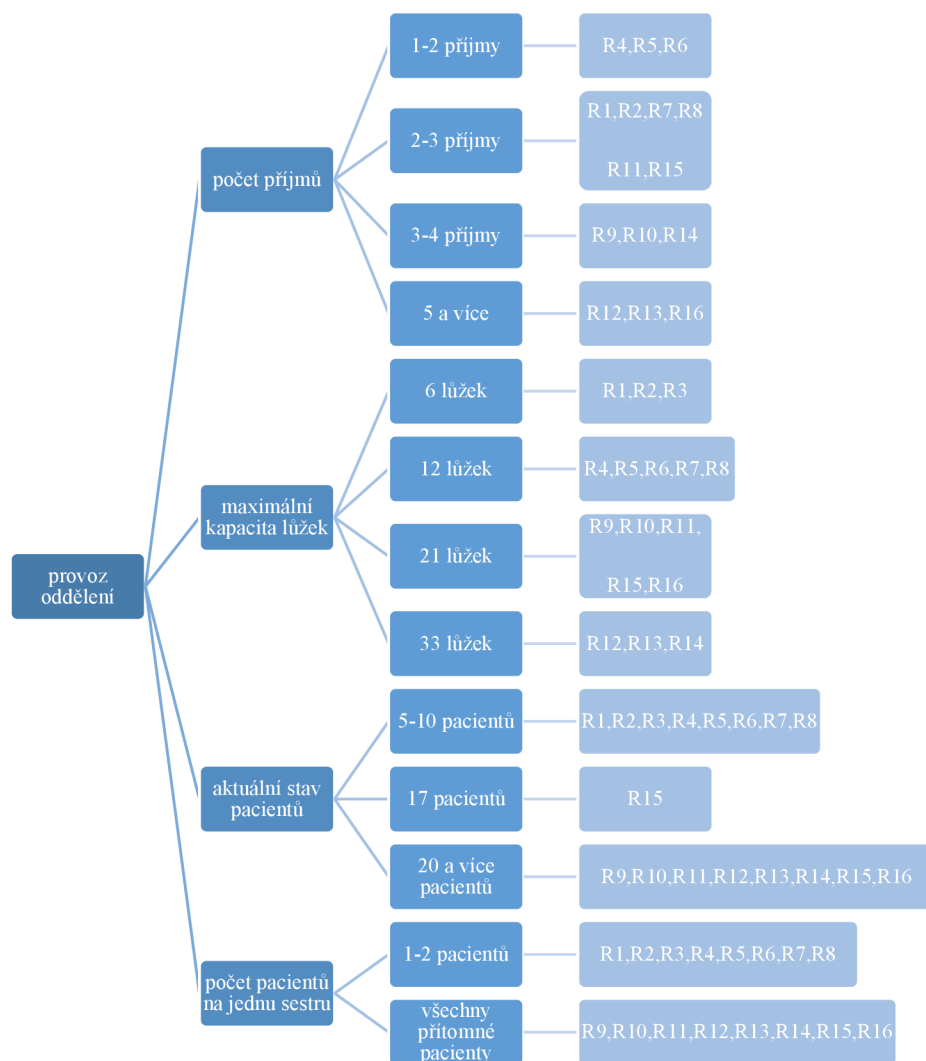 provoz
oddělení
počet příjmů
1-2 příjmy
R4,R5,R6
2-3 příjmy
R1,R2,R7,R8
R11,R15
3-4 příjmy
R9,R10,R14
5 a více
R12,R13,R16
maximální
kapacita lůžek
6 lůžek
R1,R2,R3
12 lůžek
R4,R5,R6,R7,R8
21 lůžek
R9,R10,R11,
R15,R16
33 lůžek
R12,R13,R14
aktuální stav
pacientů
5-10 pacientů
R1,R2,R3,R4,R5,R6,R7,R8
17 pacientů
R15
20 a více
pacientů
R9,R10,R11,R12,R13,R14,R15,R16
počet pacientů
na jednu sestru
1-2 pacientů
R1,R2,R3,R4,R5,R6,R7,R8
všechny
přítomné
pacienty
R9,R10,R11,R12,R13,R14,R15,R16